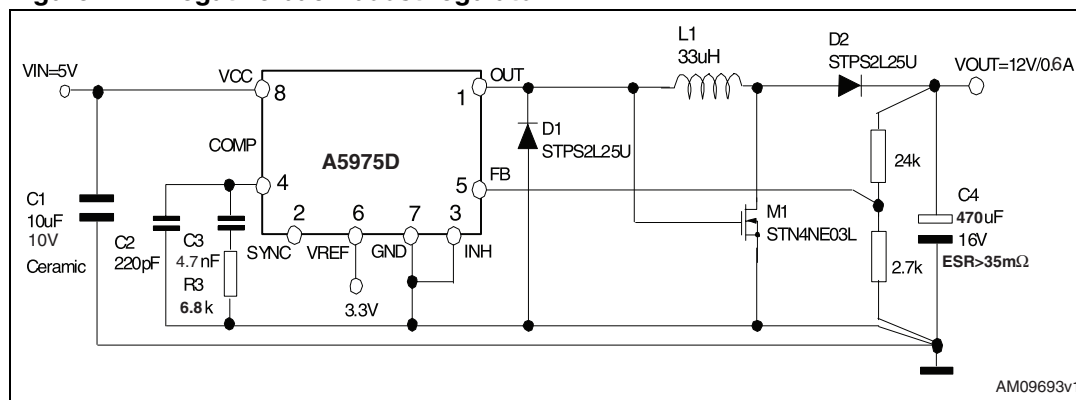 L1
33uH
D2
STPS2L25U
VIN=5V
VOUT=12V/0.6A
VCC
8
OUT
1
D1
STPS2L25U
COMP
A5975D
4
FB
5
24k
C1
10uF
10V
Ceramic
C2
220pF
C3
4.7nF
R3
6.8k
2
SYNC
6
VREF
7
GND
3
INH
3.3V
M1
STN4NE03L
2.7k
C4
470uF
16V
ESR>35mΩ
AM09693v1